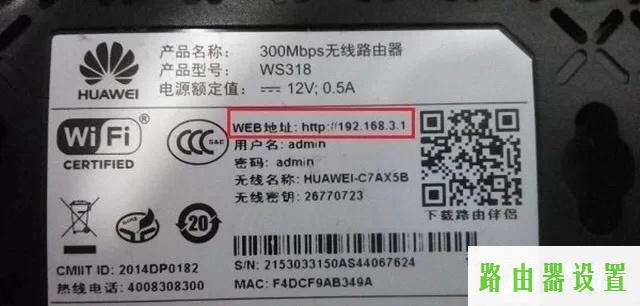 HUAWEI
产品名称: 300Mbps无线路由器
产品型号: WS318
电源额定值: 12V; 0.5A
WiFi
CERTIFIED
CCC
S&E
WEB地址: http://192.168.3.1
用户名: admin
密码: admin
无线名称: HUAWEI-C7AX5B
无线密钥: 26770723
下载路由伴侣
20
CMIIT ID: 2014DP0182
热线电话: 4008308300
S/N: 2153033150AS44067624
MAC: F4DCF9AB349A
路由器设置